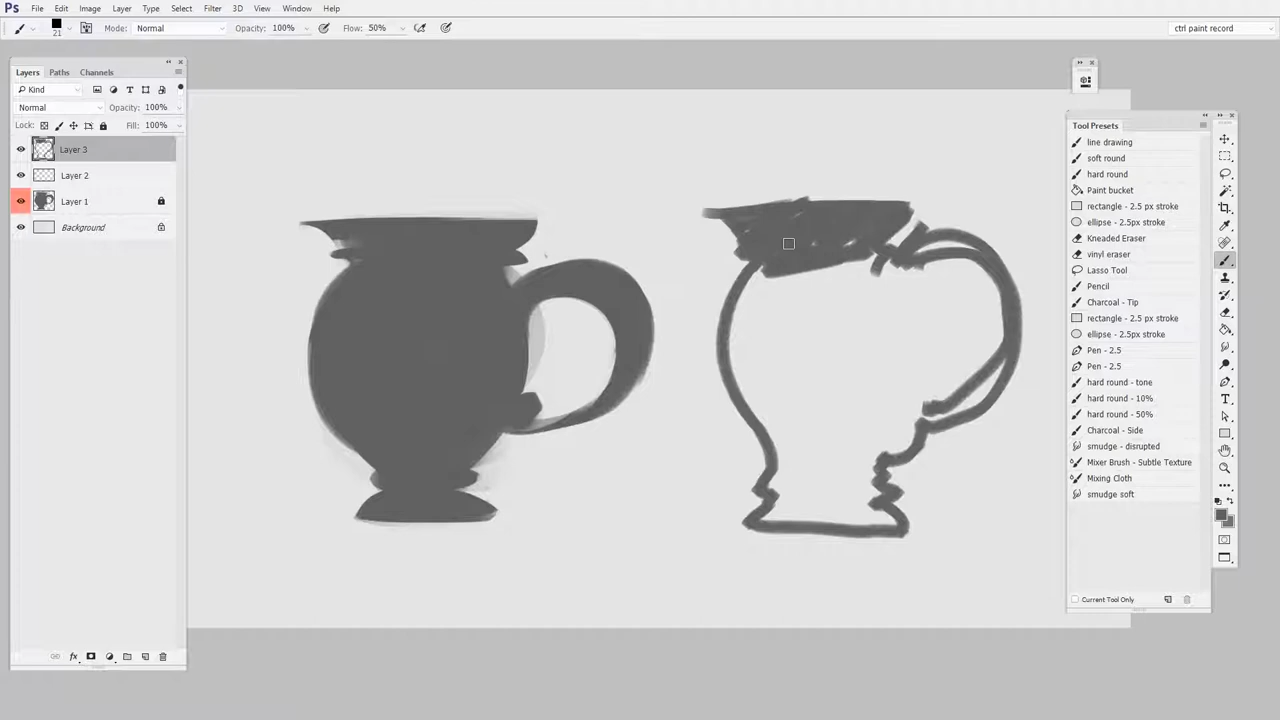 Ps File Edit Image Layer Type Select Filter 3D View Window Help
21 Mode: Normal Opacity: 100% Flow: 50% ctrl paint record
Layers Paths Channels
Kind
Normal Opacity: 100%
Lock: Fill: 100%
Layer 3
Layer 2
Layer 1
Background
fx
Tool Presets
line drawing
soft round
hard round
Paint bucket
rectangle - 2.5 px stroke
ellipse - 2.5px stroke
Kneaded Eraser
vinyl eraser
Lasso Tool
Pencil
Charcoal - Tip
rectangle - 2.5 px stroke
ellipse - 2.5px stroke
Pen - 2.5
Pen - 2.5
hard round - tone
hard round - 10%
hard round - 50%
Charcoal - Side
smudge - disrupted
Mixer Brush - Subtle Texture
Mixing Cloth
smudge soft
Current Tool Only